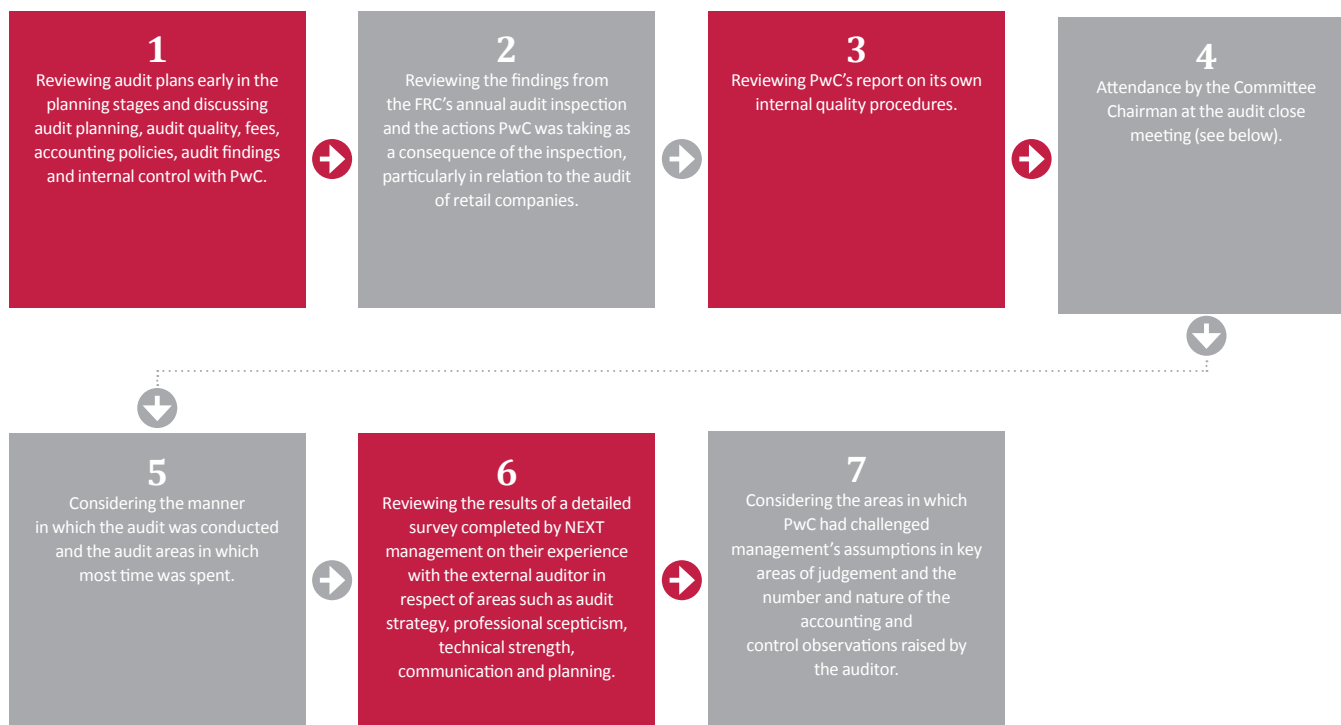 1
Reviewing audit plans early in the
planning stages and discussing
audit planning, audit quality, fees,
accounting policies, audit findings
and internal control with PwC.
2
Reviewing the findings from
the FRC's annual audit inspection
and the actions PwC was taking as
a consequence of the inspection,
particularly in relation to the audit
of retail companies.
3
Reviewing PwC's report on its own
internal quality procedures.
4
Attendance by the Committee
Chairman at the audit close
meeting (see below).
5
Considering the manner
in which the audit was conducted
and the audit areas in which
most time was spent.
6
Reviewing the results of a detailed
survey completed by NEXT
management on their experience
with the external auditor in
respect of areas such as audit
strategy, professional scepticism,
technical strength,
communication and planning.
7
Considering the areas in which
PwC had challenged
management's assumptions in key
areas of judgement and the
number and nature of the
accounting and
control observations raised by
the auditor.